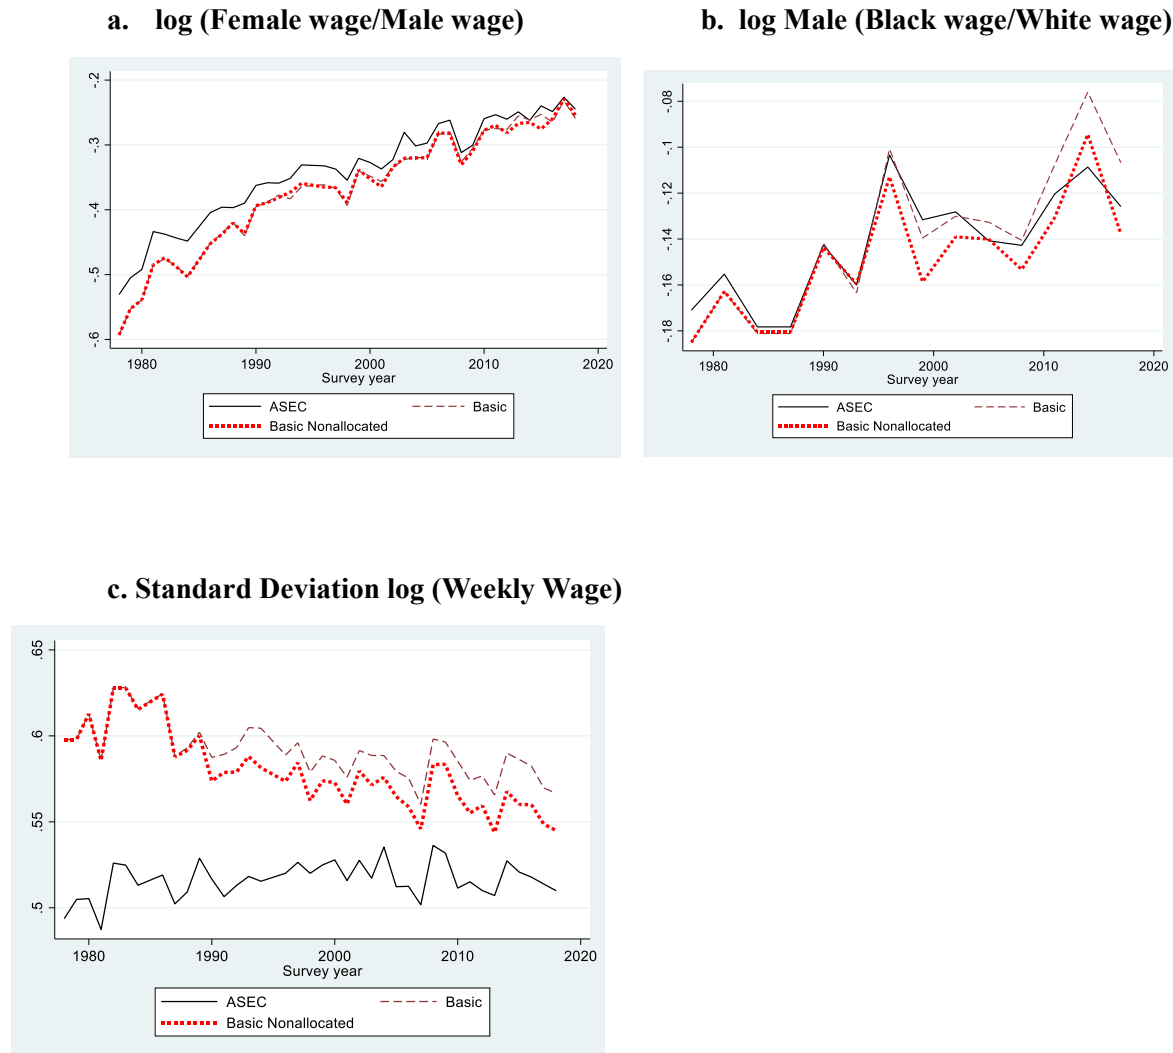 a. log (Female wage/Male wage)
-.2
-.3
-.4
-.5
-.6
1980 1990 2000 2010 2020
Survey year
ASEC Basic
Basic Nonallocated
b. log Male (Black wage/White wage)
-.08
-.1
-.12
-.14
-.16
-.18
1980 1990 2000 2010 2020
Survey year
ASEC Basic
Basic Nonallocated
c. Standard Deviation log (Weekly Wage)
.65
.6
.55
.5
1980 1990 2000 2010 2020
Survey year
ASEC Basic
Basic Nonallocated